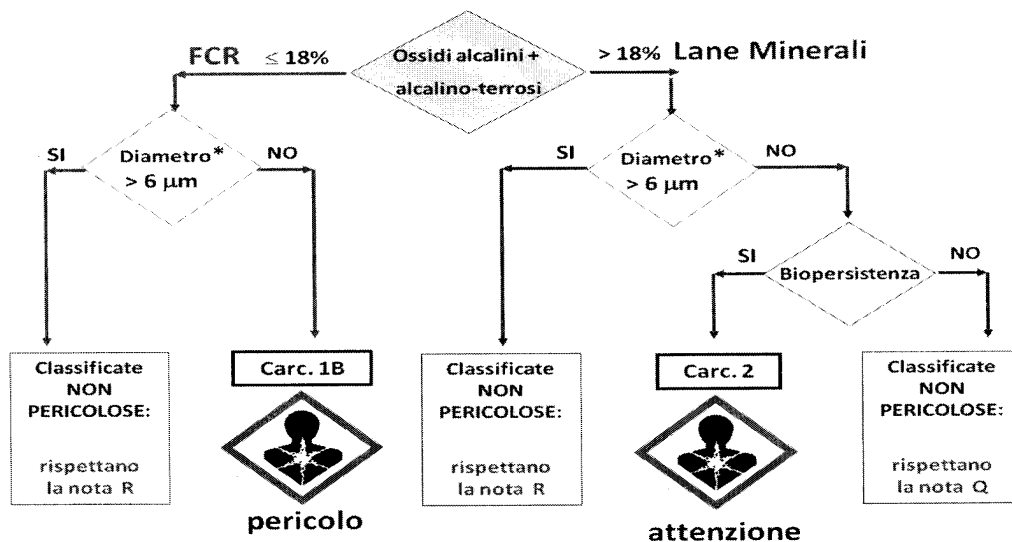 FCR ≤ 18%
Ossidi alcalini +
alcalino-terrosi
> 18% Lane Minerali
SI
Diametro*
> 6 µm
NO
SI
Diametro*
> 6 µm
NO
SI
Biopersistenza
NO
Classificate
NON
PERICOLOSE:
rispettano
la nota R
Carc. 1B
pericolo
Classificate
NON
PERICOLOSE:
rispettano
la nota R
Carc. 2
attenzione
Classificate
NON
PERICOLOSE:
rispettano
la nota Q